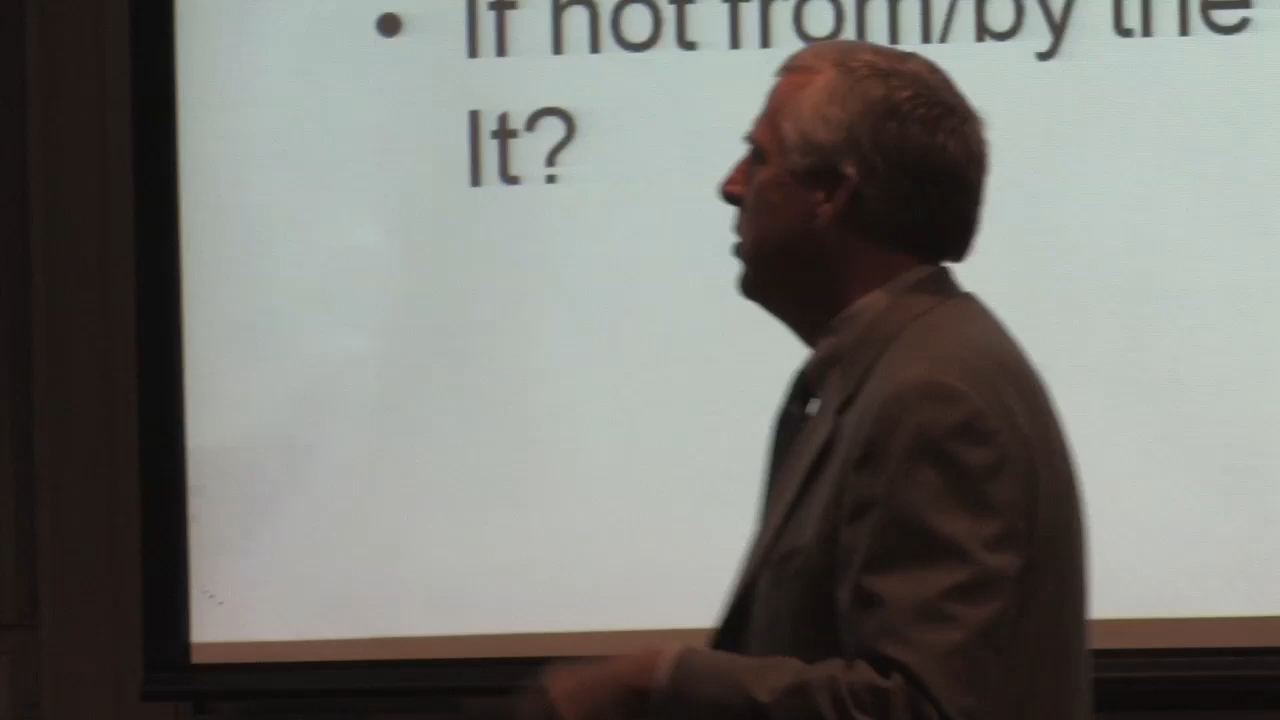 • If not from/by the
It?